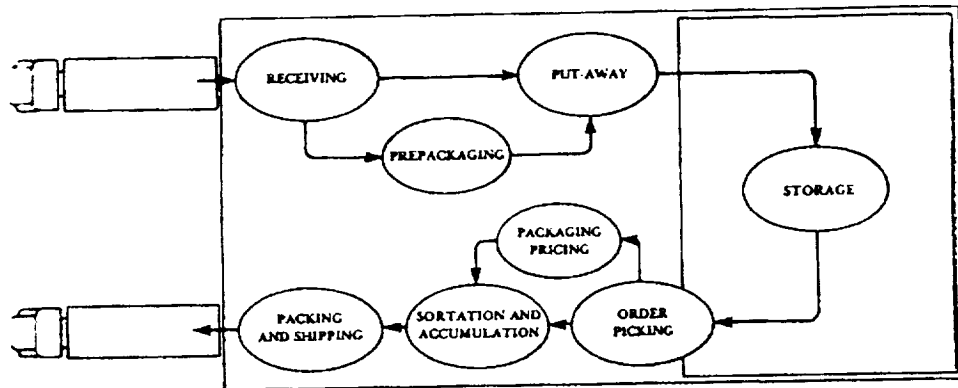 RECEIVING
PUT-AWAY
PREPACKAGING
STORAGE
PACKAGING
PRICING
PACKING
AND SHIPPING
SORTATION AND
ACCUMULATION
ORDER
PICKING